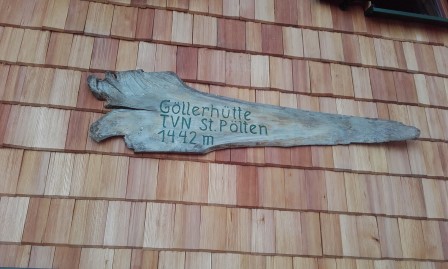 Göllerhütte
TVN St. Pölten
1442 m